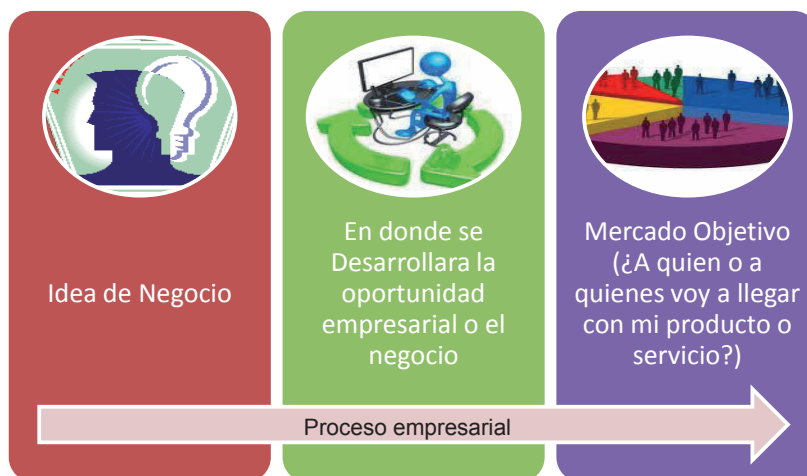 Idea de Negocio
En donde se
Desarrollara la
oportunidad
empresarial o el
negocio
Mercado Objetivo
(¿A quien o a
quienes voy a llegar
con mi producto o
servicio?)
Proceso empresarial